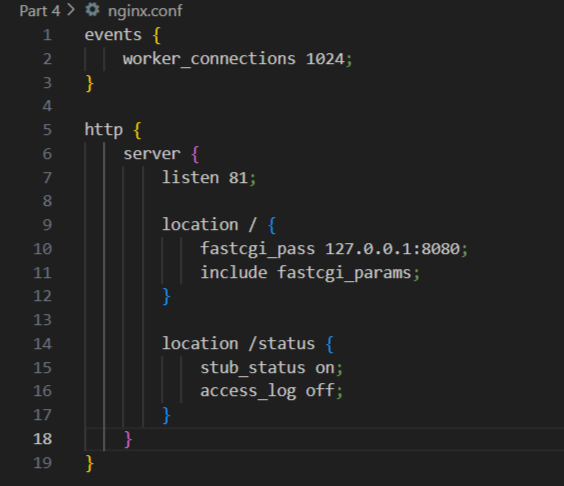 Part 4 > nginx.conf
1 events {
2     worker_connections 1024;
3 }
4
5 http {
6     server {
7         listen 81;
8
9         location / {
10             fastcgi_pass 127.0.0.1:8080;
11             include fastcgi_params;
12         }
13
14         location /status {
15             stub_status on;
16             access_log off;
17         }
18     }
19 }